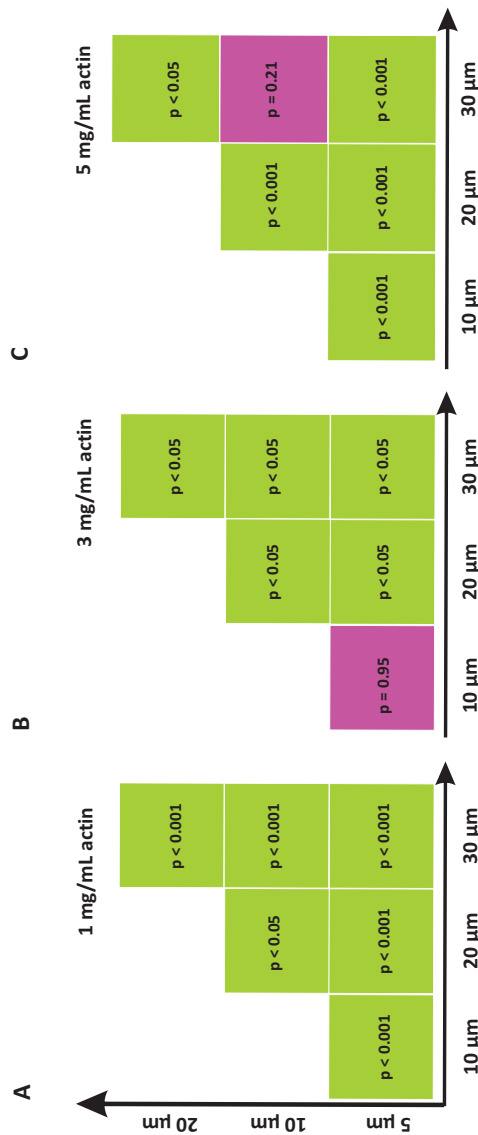 A
1 mg/mL actin
20 µm
p < 0.001
10 µm
p < 0.05
p < 0.001
5 µm
p < 0.001
p < 0.001
p < 0.001
10 µm
20 µm
30 µm
B
3 mg/mL actin
p < 0.05
p < 0.05
p < 0.05
p = 0.95
p < 0.05
p < 0.05
10 µm
20 µm
30 µm
C
5 mg/mL actin
p < 0.05
p < 0.001
p = 0.21
p < 0.001
p < 0.001
p < 0.001
10 µm
20 µm
30 µm